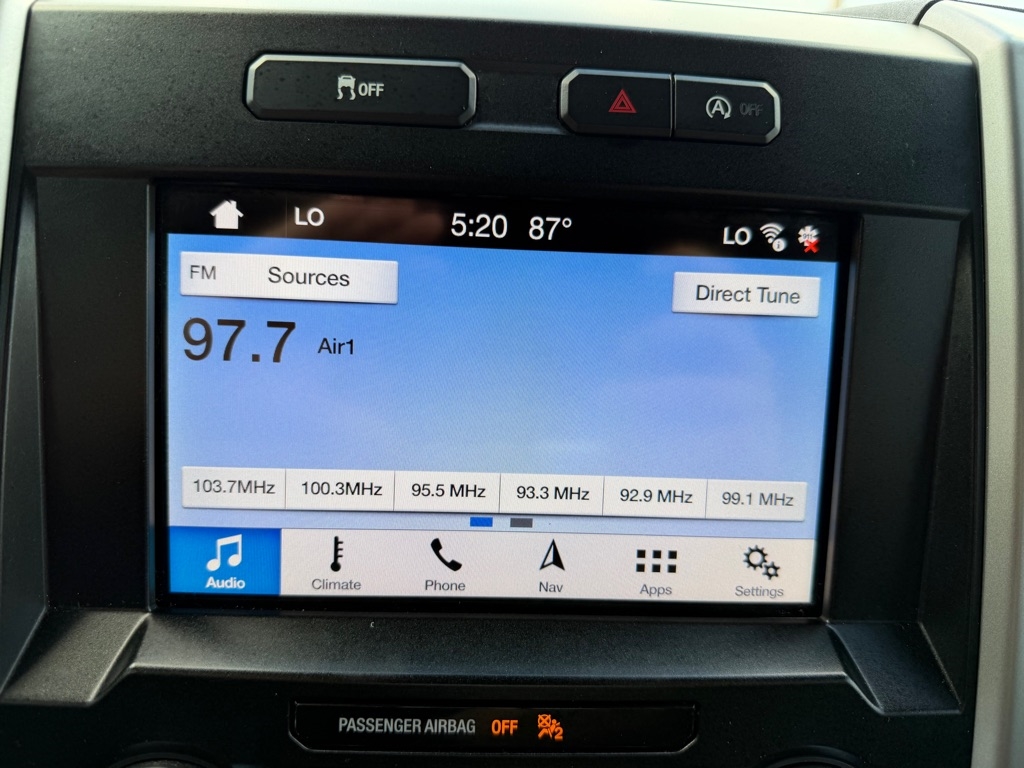 OFF
A OFF
LO 5:20 87° LO
FM Sources
Direct Tune
97.7 Air1
103.7MHz 100.3MHz 95.5 MHz 93.3 MHz 92.9 MHz 99.1 MHz
Audio Climate Phone Nav Apps Settings
PASSENGER AIRBAG OFF 2